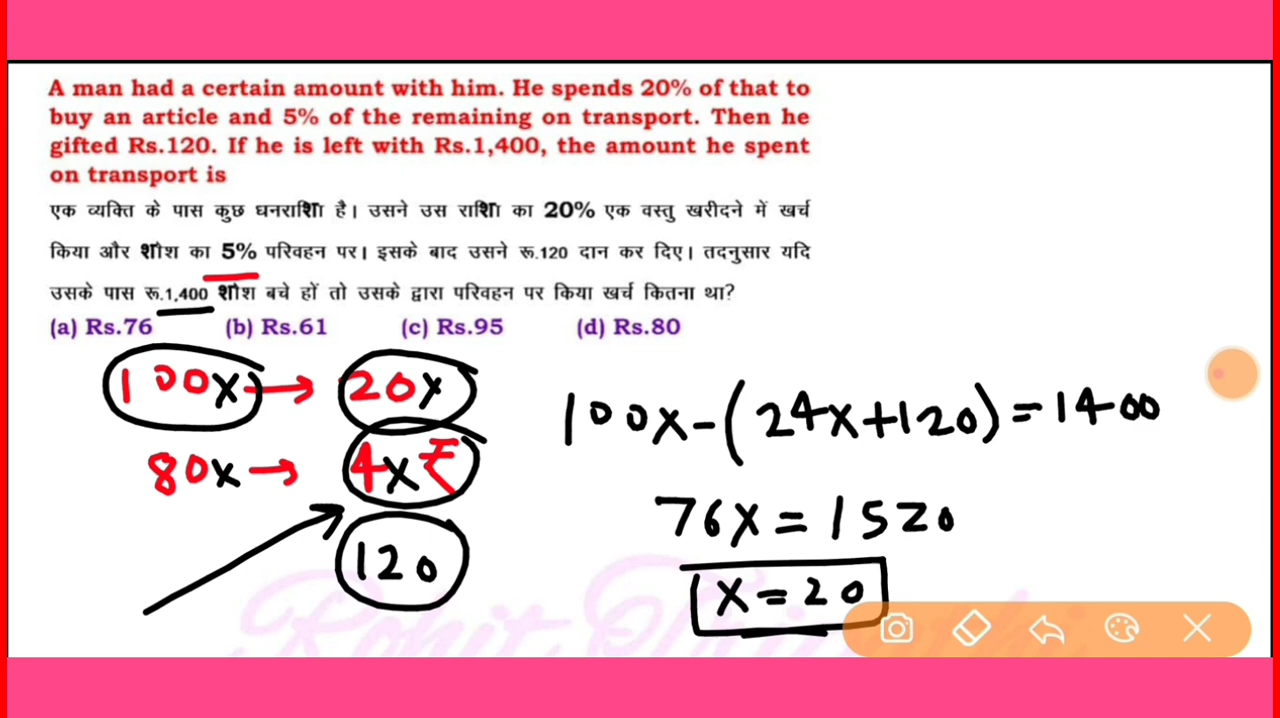 A man had a certain amount with him. He spends 20% of that to
buy an article and 5% of the remaining on transport. Then he
gifted Rs.120. If he is left with Rs.1,400, the amount he spent
on transport is
एक व्यक्ति के पास कुछ धनराशि है। उसने उस राशि का 20% एक वस्तु खरीदने में खर्च
किया और शेष का 5% परिवहन पर। इसके बाद उसने रू.120 दान कर दिए। तदनुसार यदि
उसके पास रू.1,400 शेष बचे हों तो उसके द्वारा परिवहन पर किया खर्च कितना था?
(a) Rs.76 (b) Rs.61 (c) Rs.95 (d) Rs.80
100x → 20x
80x → 4x ₹
120
100x-(24x+120)=1400
76x=1520
x=20